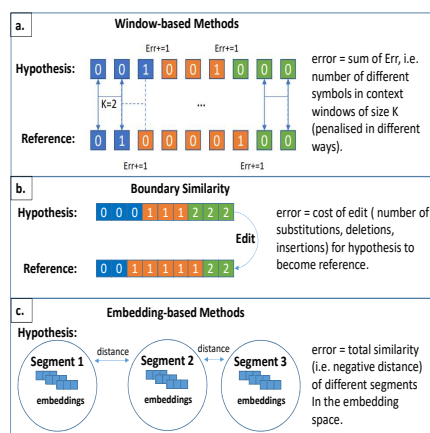 a.
Window-based Methods
Err+=1 Err+=1
Hypothesis: 0 0 1 0 0 1 0 0 0
K=2 ...
Reference: 0 1 0 0 0 0 1 0 0
Err+=1 Err+=1
error = sum of Err, i.e.
number of different
symbols in context
windows of size K
(penalised in different
ways).
b.
Boundary Similarity
Hypothesis: 0 0 0 1 1 1 2 2 2
Edit
Reference: 0 0 1 1 1 1 1 2 2
error = cost of edit ( number of
substitutions, deletions,
insertions) for hypothesis to
become reference.
c.
Embedding-based Methods
Hypothesis:
Segment 1 distance Segment 2 distance Segment 3
embeddings embeddings embeddings
error = total similarity
(i.e. negative distance)
of different segments
In the embedding
space.